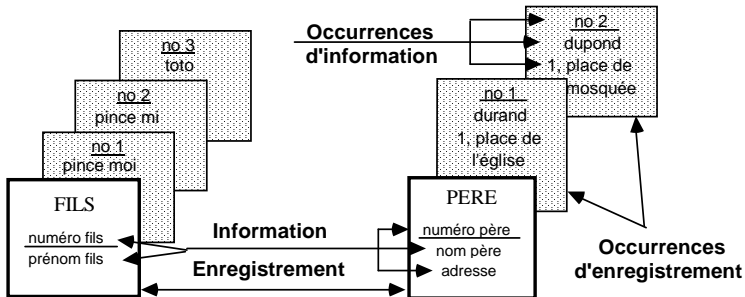 no 3
toto
no 2
pince mi
no 1
pince moi
FILS
numéro fils
prénom fils
Occurrences
d'information
no 2
dupond
1, place de
mosquée
no 1
durand
1, place de
l'église
PERE
numéro père
nom père
adresse
Information
Enregistrement
Occurrences
d'enregistrement